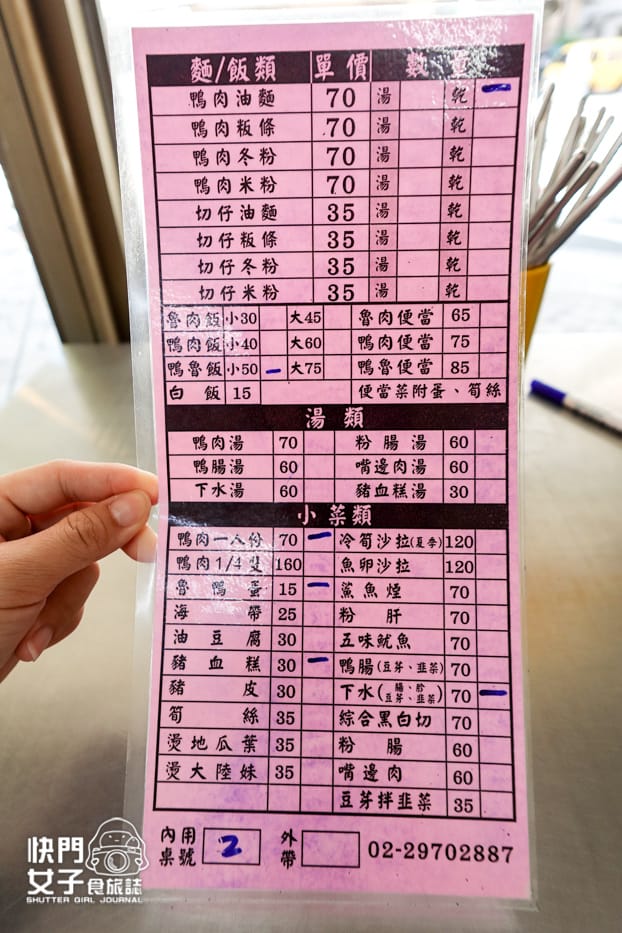 麵/飯類 單價 數量
鴨肉油麵 70 湯 乾 一
鴨肉粄條 70 湯 乾
鴨肉冬粉 70 湯 乾
鴨肉米粉 70 湯 乾
切仔油麵 35 湯 乾
切仔粄條 35 湯 乾
切仔冬粉 35 湯 乾
切仔米粉 35 湯 乾
魯肉飯 小30 大45 魯肉便當 65
鴨肉飯 小40 大60 鴨肉便當 75
鴨魯飯 小50 一 大75 鴨魯便當 85
白飯 15 便當菜附蛋、筍絲
湯類
鴨肉湯 70 粉腸湯 60
鴨腸湯 60 嘴邊肉湯 60
下水湯 60 豬血糕湯 30
小菜類
鴨肉一人份 70 一 冷筍沙拉(夏季) 120
鴨肉1/4隻 160 魚卵沙拉 120
魯鴨蛋 15 一 鯊魚煙 70
海帶 25 粉肝 70
油豆腐 30 五味魷魚 70
豬血糕 30 一 鴨腸(豆芽、韭菜) 70
豬皮 30 下水(腸、胗豆芽、韭菜) 70 一
筍絲 35 綜合黑白切 70
燙地瓜葉 35 粉腸 60
燙大陸妹 35 嘴邊肉 60
豆芽拌韭菜 35
內用桌號 2 外帶 02-29702887
快門女子食旅誌
SHUTTER GIRL JOURNAL